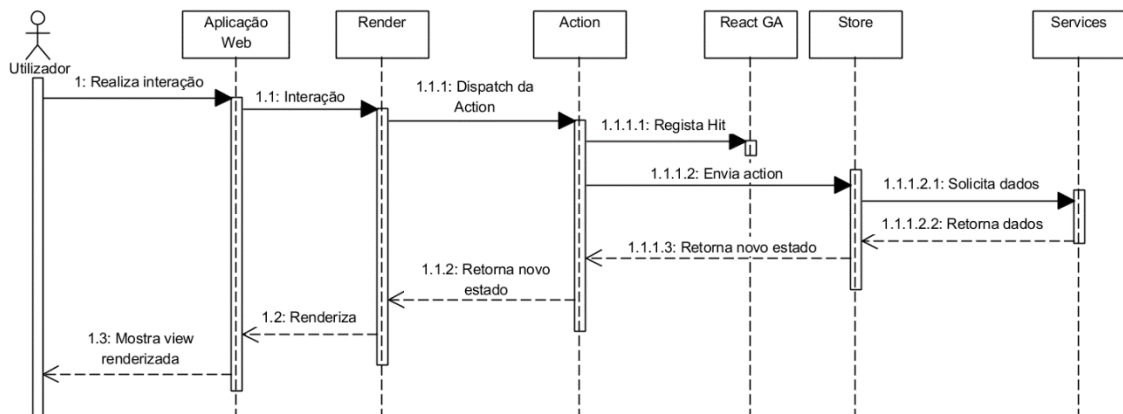 Utilizador
Aplicação
Web
Render
Action
React GA
Store
Services
1: Realiza interação
1.1: Interação
1.1.1: Dispatch da
Action
1.1.1.1: Regista Hit
1.1.1.2: Envia action
1.1.1.2.1: Solicita dados
1.1.1.2.2: Retorna dados
1.1.1.3: Retorna novo estado
1.1.2: Retorna novo
estado
1.2: Renderiza
1.3: Mostra view
renderizada